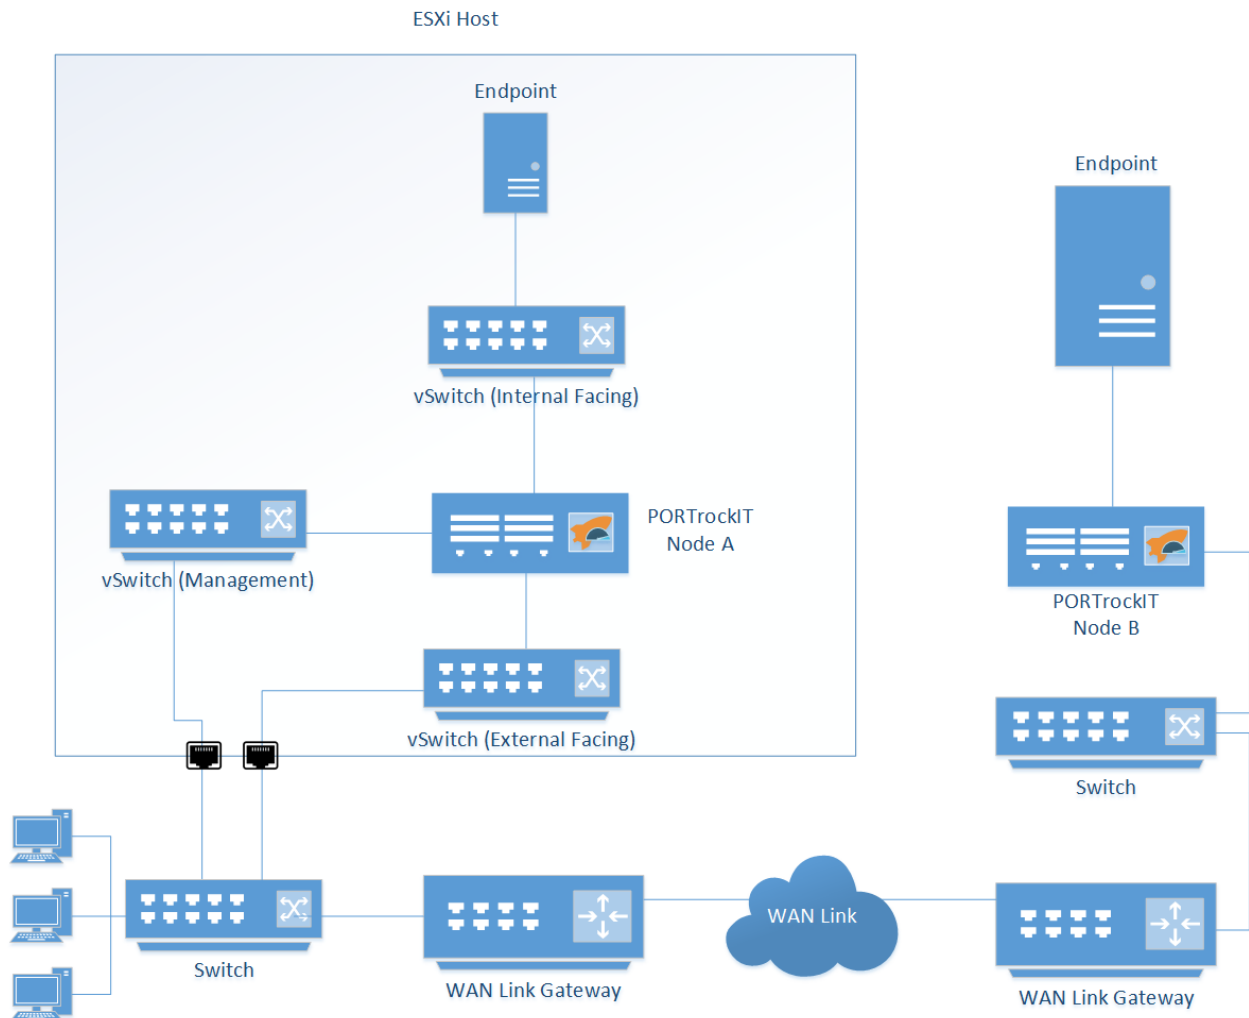 ESXi Host
Endpoint
Endpoint
vSwitch (Internal Facing)
PORTrockIT
Node A
vSwitch (Management)
PORTrockIT
Node B
vSwitch (External Facing)
Switch
WAN Link
Switch
WAN Link Gateway
WAN Link Gateway